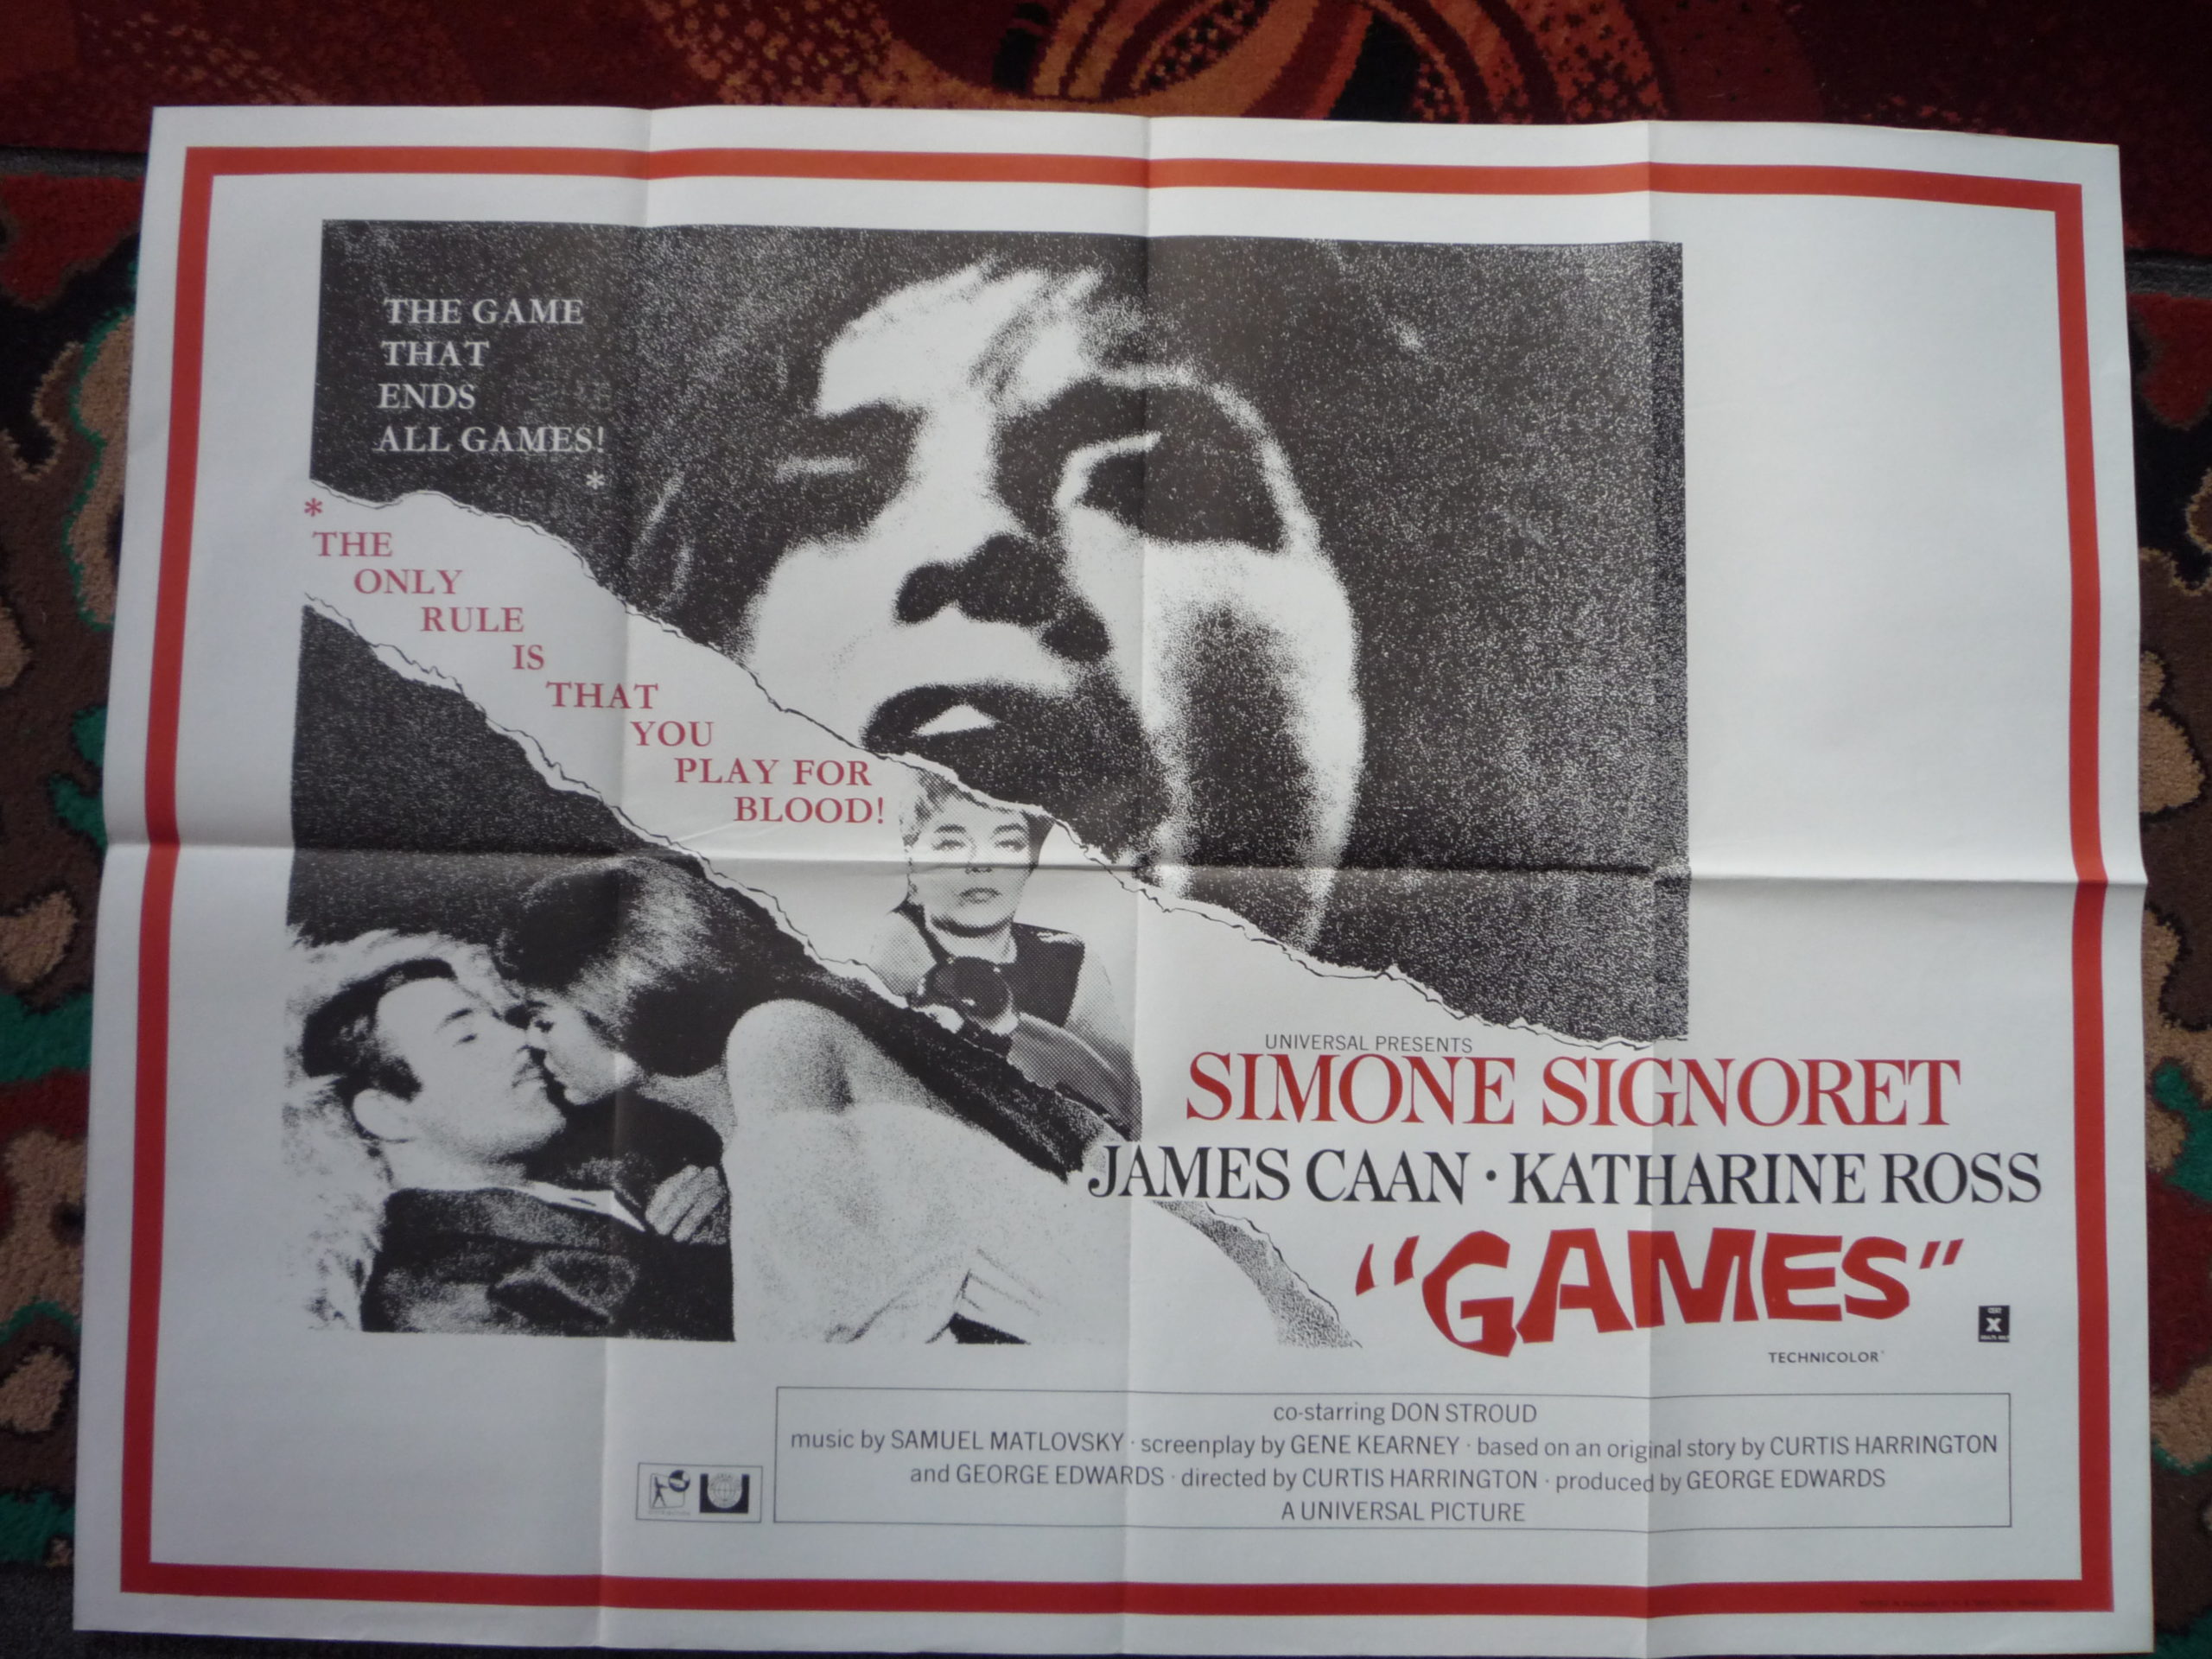 THE GAME
THAT
ENDS
ALL GAMES!
*
*
THE
ONLY
RULE
IS
THAT
YOU
PLAY FOR
BLOOD!
UNIVERSAL PRESENTS
SIMONE SIGNORET
JAMES CAAN · KATHARINE ROSS
"GAMES"
X
TECHNICOLOR
co-starring DON STROUD
music by SAMUEL MATLOVSKY · screenplay by GENE KEARNEY · based on an original story by CURTIS HARRINGTON
and GEORGE EDWARDS · directed by CURTIS HARRINGTON · produced by GEORGE EDWARDS
A UNIVERSAL PICTURE